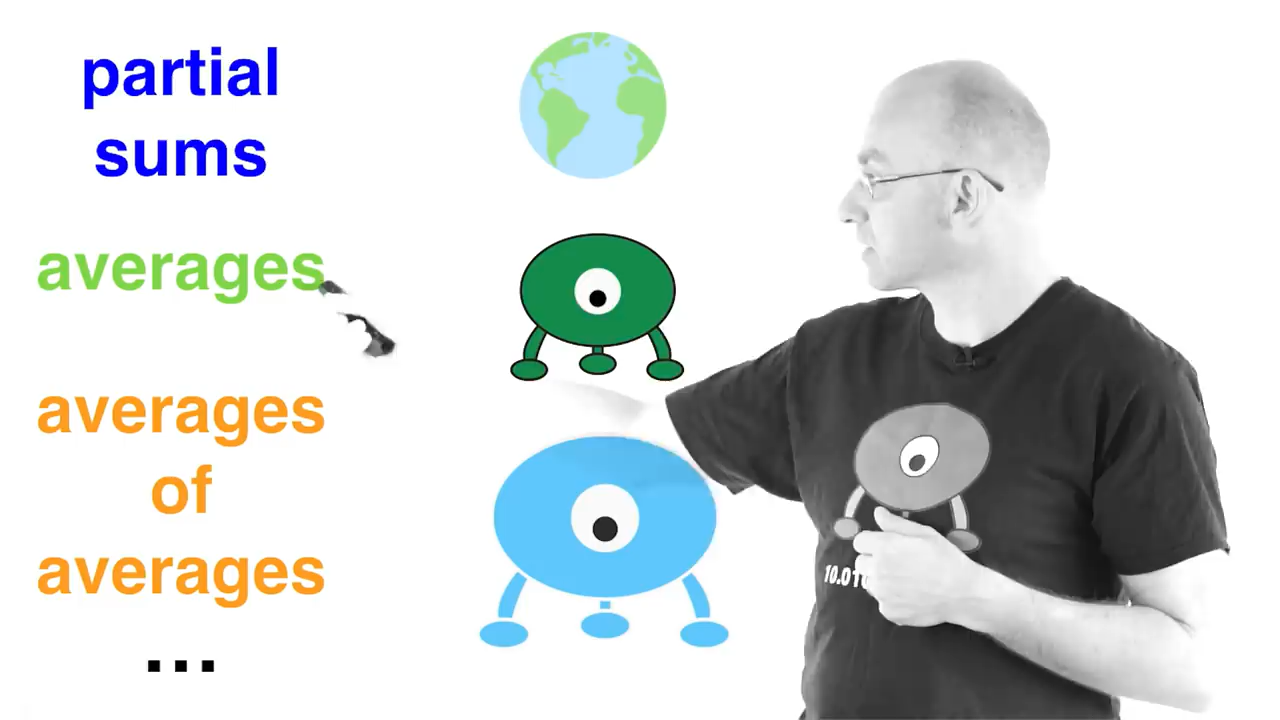 partial
sums
averages
averages
of
averages
...